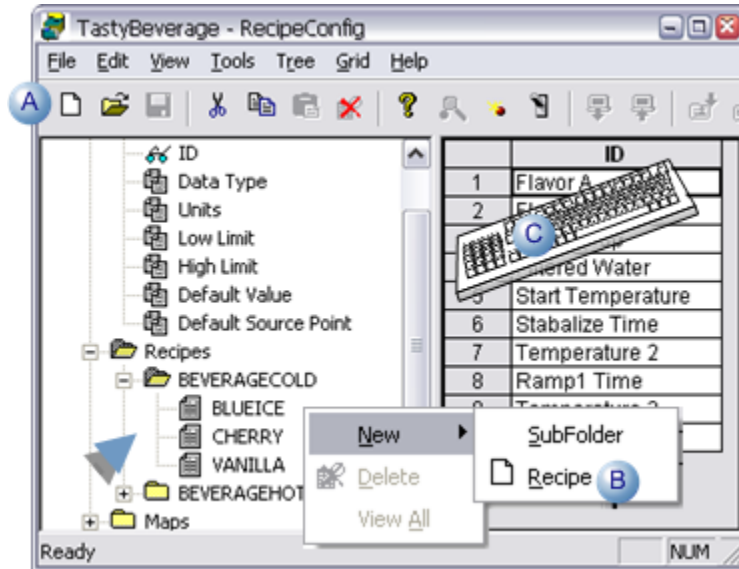 TastyBeverage - RecipeConfig
File Edit View Tools Tree Grid Help
A
ID
Data Type
Units
Low Limit
High Limit
Default Value
Default Source Point
Recipes
BEVERAGECOLD
BLUEICE
CHERRY
VANILLA
BEVERAGEHOT
Maps
ID
1 Flavor A
2
C
Water
Start Temperature
6 Stabalize Time
7 Temperature 2
8 Ramp1 Time
New
Delete
View All
SubFolder
Recipe B
Ready
NUM